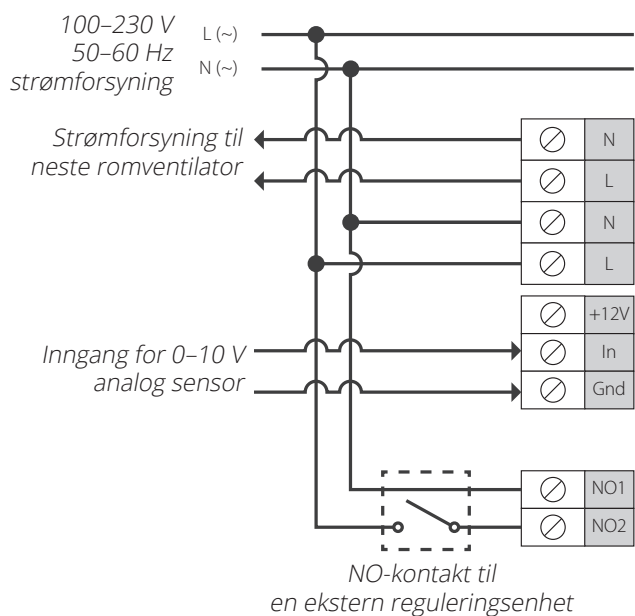 100–230 V
50–60 Hz
strømforsyning
L (~)
N (~)
Strømforsyning til
neste romventilator
N
L
N
L
+12V
In
Gnd
Inngang for 0–10 V
analog sensor
NO1
NO2
NO-kontakt til
en ekstern reguleringsenhet